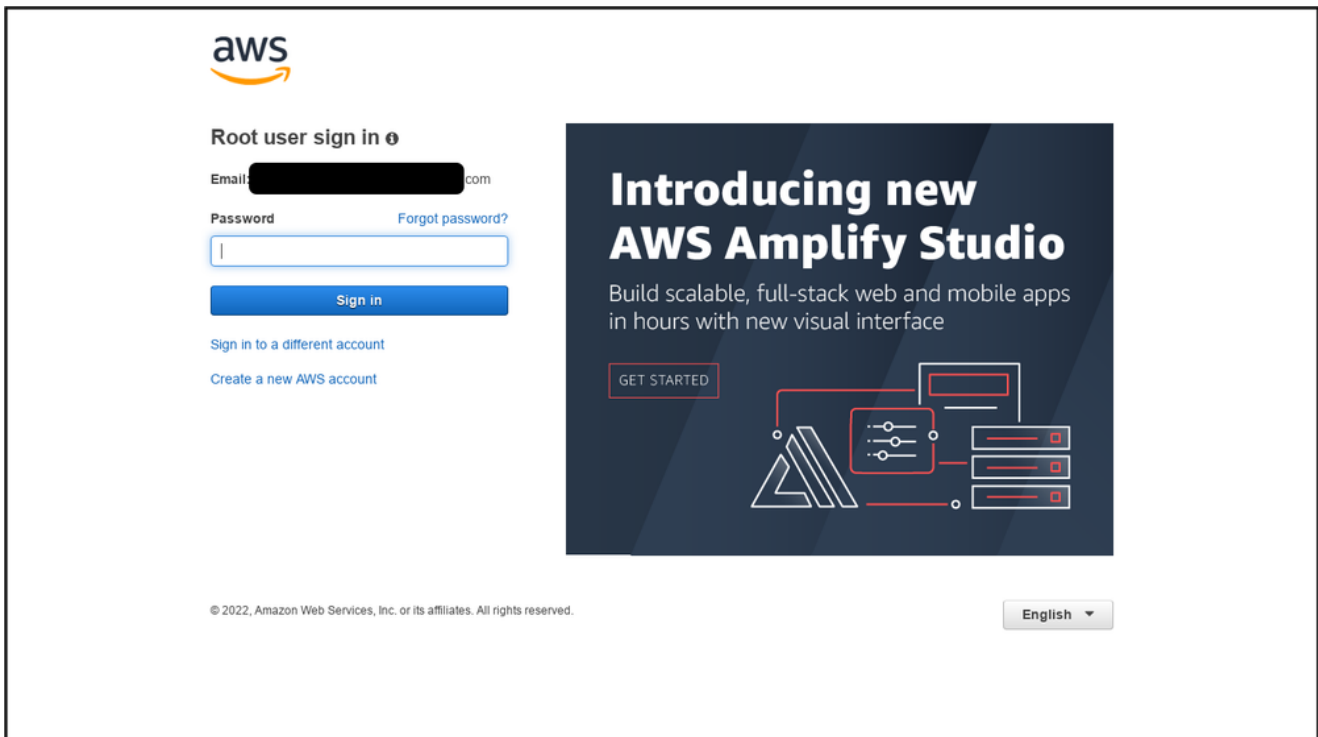 aws
Root user sign in
Email: com
Password Forgot password?
Sign in
Sign in to a different account
Create a new AWS account
Introducing new
AWS Amplify Studio
Build scalable, full-stack web and mobile apps
in hours with new visual interface
GET STARTED
© 2022, Amazon Web Services, Inc. or its affiliates. All rights reserved.
English